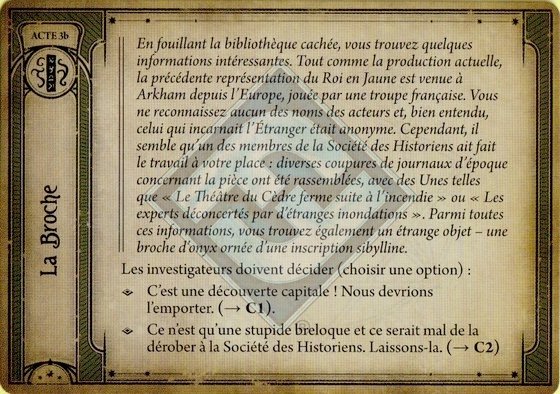 ACTE 3b
La Broche
En fouillant la bibliothèque cachée, vous trouvez quelques
informations intéressantes. Tout comme la production actuelle,
la précédente représentation du Roi en Jaune est venue à
Arkham depuis l'Europe, jouée par une troupe française. Vous
ne reconnaissez aucun des noms des acteurs et, bien entendu,
celui qui incarnait l'Étranger était anonyme. Cependant, il
semble qu'un des membres de la Société des Historiens ait fait
le travail à votre place ; diverses coupures de journaux d'époque
concernant la pièce ont été rassemblées, avec des Unes telles
que « Le Théâtre du Cèdre ferme suite à l'incendie » ou « Les
experts déconcertés par d'étranges inondations ». Parmi toutes
ces informations, vous trouvez également un étrange objet – une
broche d'onyx ornée d'une inscription sibylline.
Les investigateurs doivent décider (choisir une option) :
C'est une découverte capitale ! Nous devrions
l'emporter. (→ C1).
Ce n'est qu'une stupide breloque et ce serait mal de la
dérober à la Société des Historiens. Laissons-la. (→ C2)